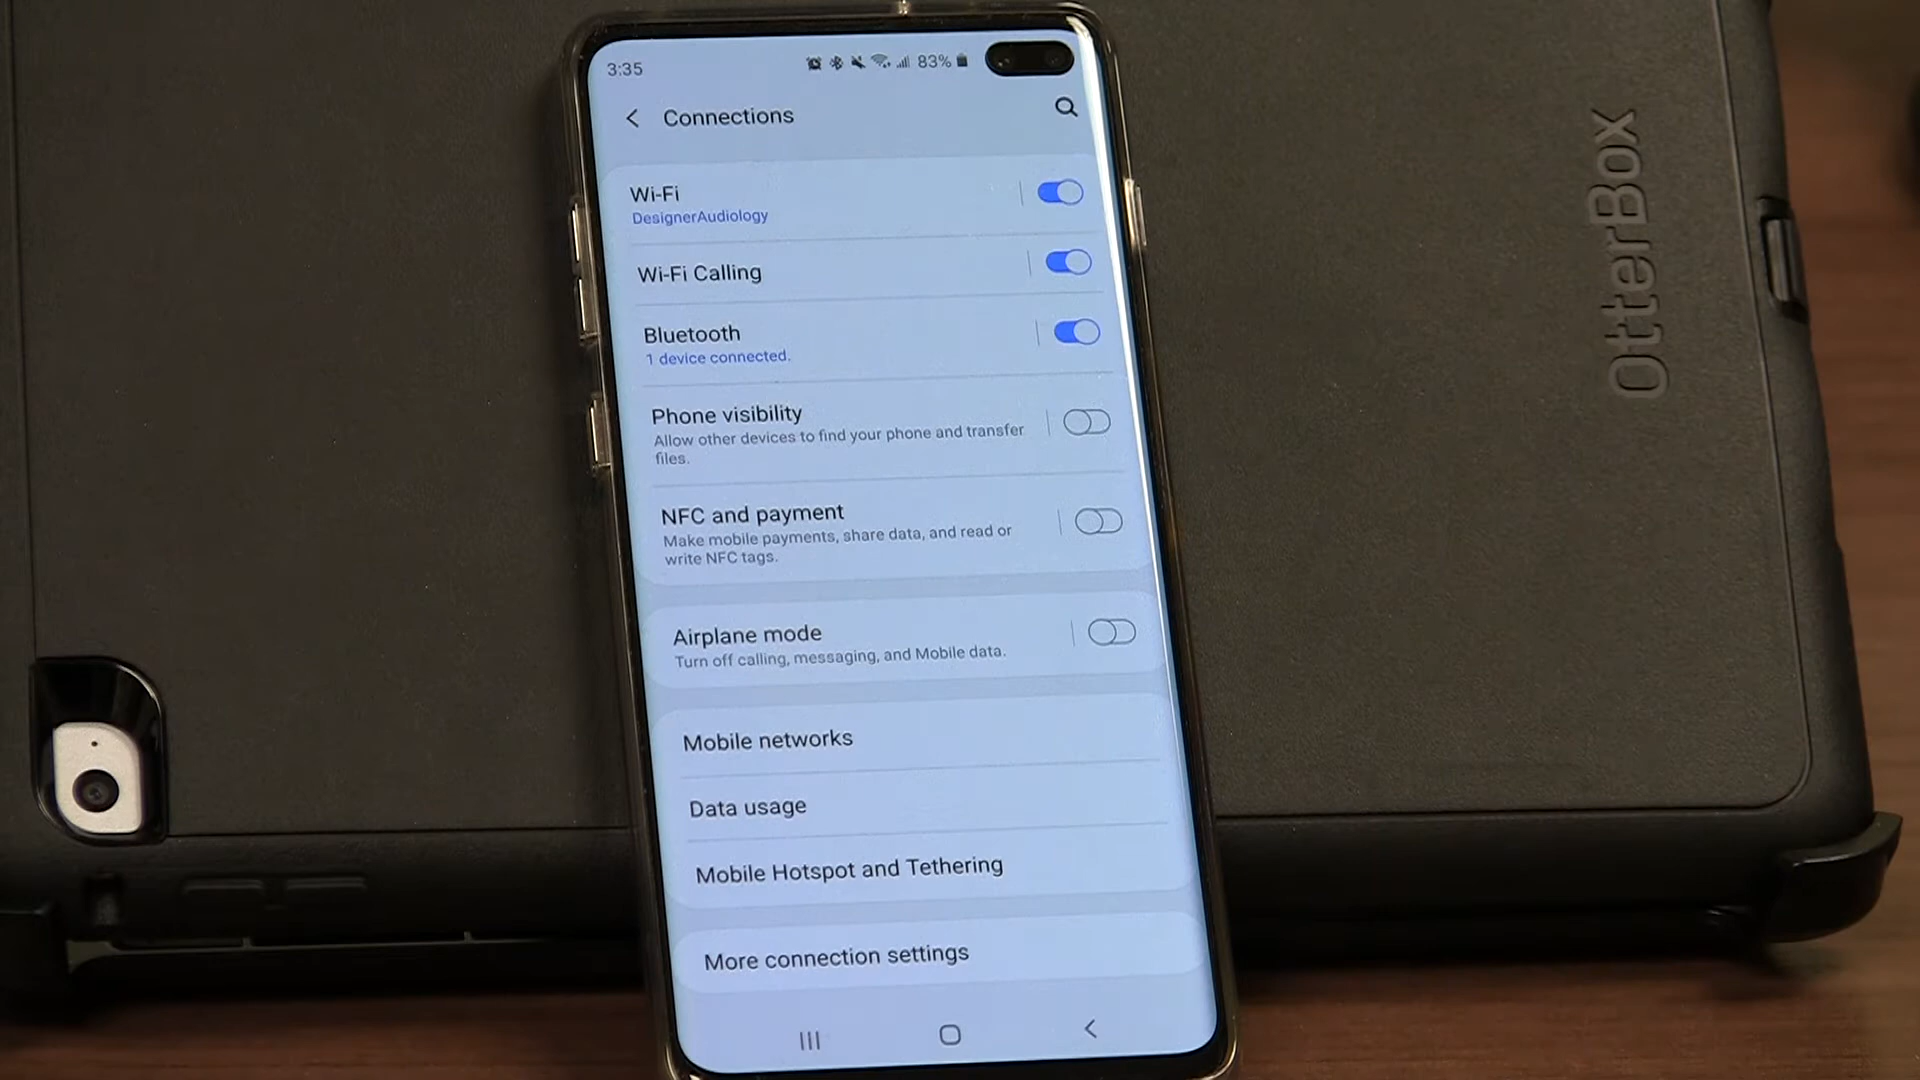 3:35
83%
Connections
Wi-Fi
DesignerAudiology
Wi-Fi Calling
Bluetooth
1 device connected.
Phone visibility
Allow other devices to find your phone and transfer
files.
NFC and payment
Make mobile payments, share data, and read or
write NFC tags.
Airplane mode
Turn off calling, messaging, and Mobile data.
Mobile networks
Data usage
Mobile Hotspot and Tethering
More connection settings
OtterBox